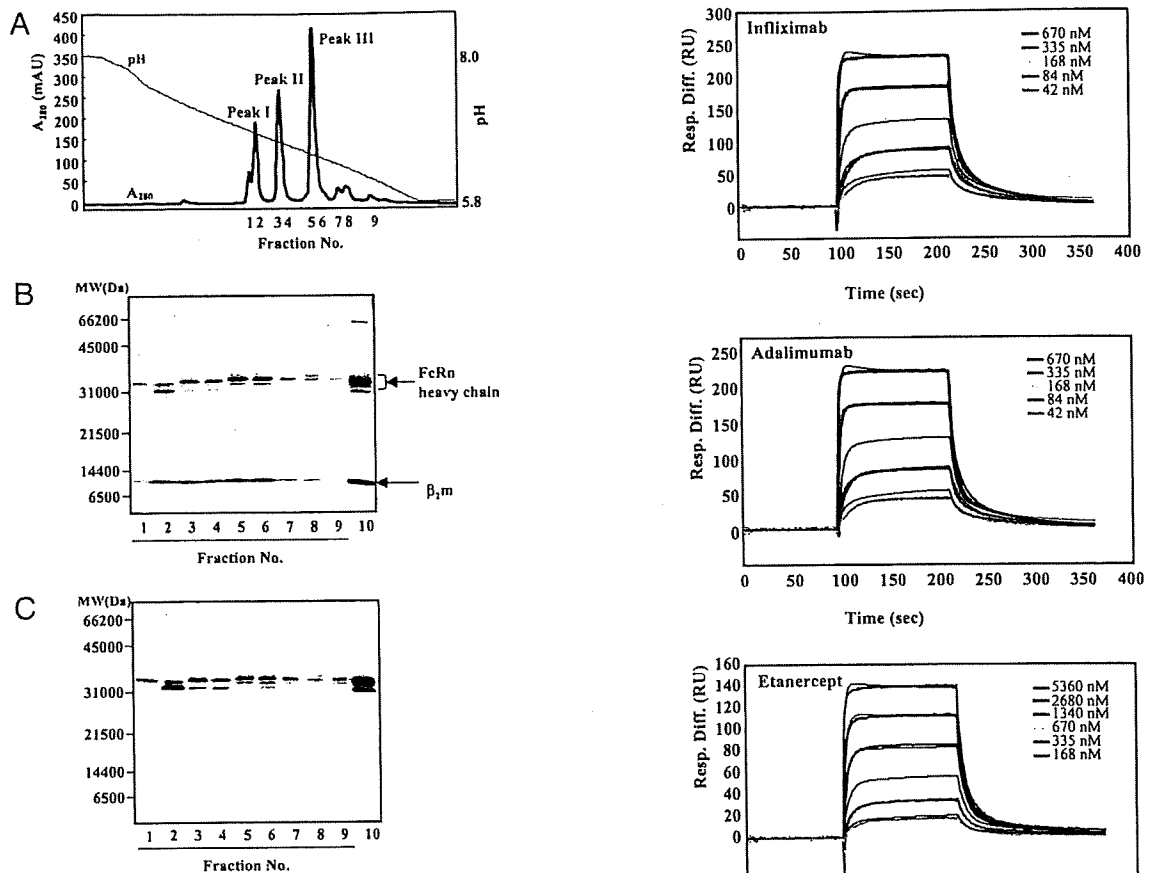 A
A₂₈₀ (mAU)
450
400
350
300
250
200
150
100
50
0
pH
Peak I
Peak II
Peak III
A₂₈₀
8.0
pH
5.8
1 2 3 4 5 6 7 8 9
Fraction No.
B
MW(Da)
66200
45000
31000
21500
14400
6500
FcRn
heavy chain
β₂m
1 2 3 4 5 6 7 8 9 10
Fraction No.
C
MW(Da)
66200
45000
31000
21500
14400
6500
1 2 3 4 5 6 7 8 9 10
Fraction No.
Infliximab
Resp. Diff. (RU)
300
250
200
150
100
50
0
670 nM
335 nM
168 nM
84 nM
42 nM
0 50 100 150 200 250 300 350 400
Time (sec)
Adalimumab
Resp. Diff. (RU)
250
200
150
100
50
0
670 nM
335 nM
168 nM
84 nM
42 nM
0 50 100 150 200 250 300 350 400
Time (sec)
Etanercept
Resp. Diff. (RU)
160
140
120
100
80
60
40
20
0
5360 nM
2680 nM
1340 nM
670 nM
335 nM
168 nM